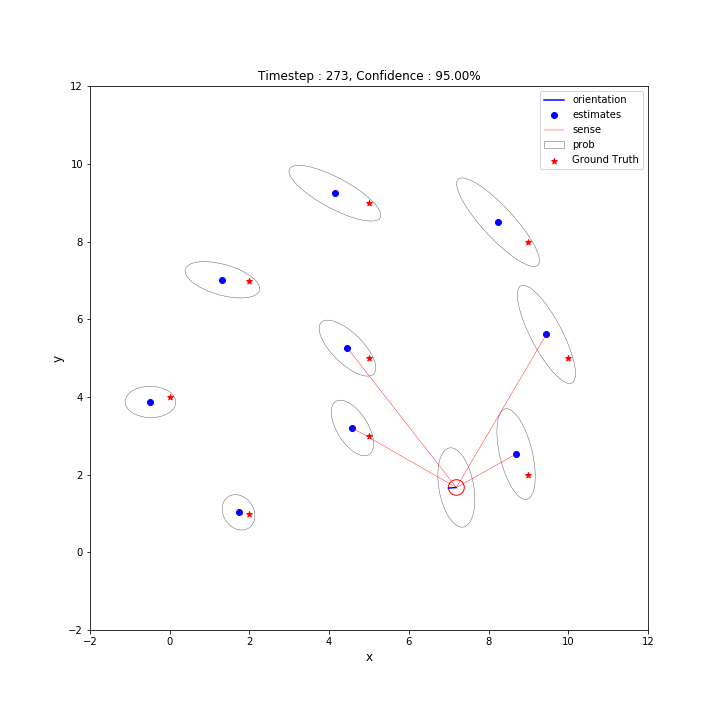 Timestep : 273, Confidence : 95.00%
orientation
estimates
sense
prob
Ground Truth
12
10
8
6
4
2
0
−2
y
−2 0 2 4 6 8 10 12
x